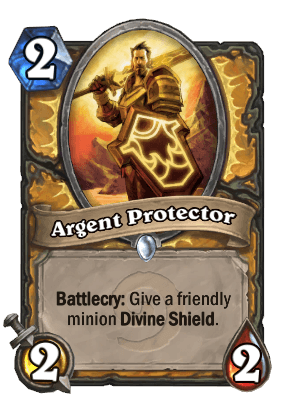 2
Argent Protector
Battlecry: Give a friendly
minion Divine Shield.
2
2